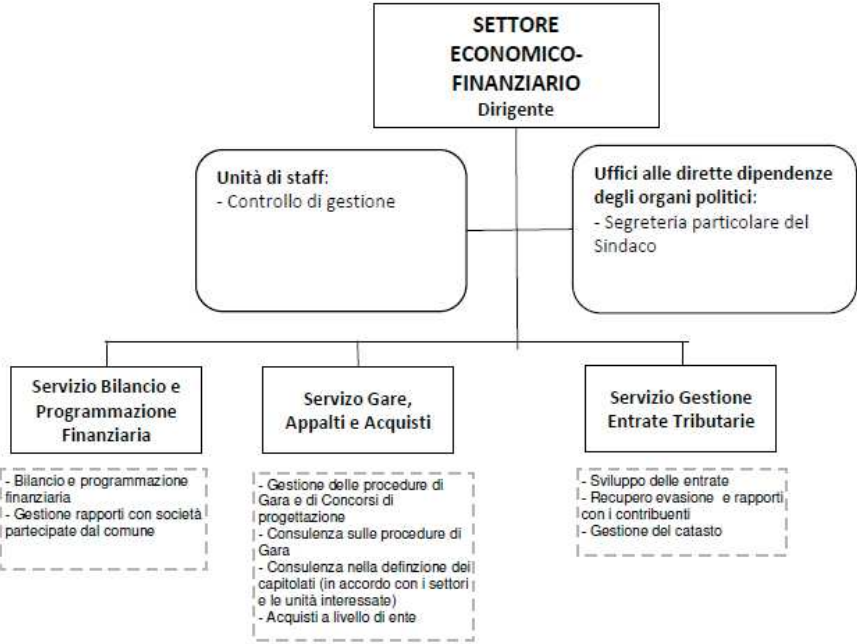 SETTORE
ECONOMICO-
FINANZIARIO
Dirigente
Unità di staff:
- Controllo di gestione
Uffici alle dirette dipendenze
degli organi politici:
- Segreteria particolare del
Sindaco
Servizio Bilancio e
Programmazione
Finanziaria
- Bilancio e programmazione
finanziaria
- Gestione rapporti con società
partecipate dal comune
Servizo Gare,
Appalti e Acquisti
- Gestione delle procedure di
Gara e di Concorsi di
progettazione
- Consulenza sulle procedure di
Gara
- Consulenza nella definzione dei
capitolati (in accordo con i settori
e le unità interessate)
- Acquisti a livello di ente
Servizio Gestione
Entrate Tributarie
- Sviluppo delle entrate
- Recupero evasione e rapporti
con i contribuenti
- Gestione del catasto